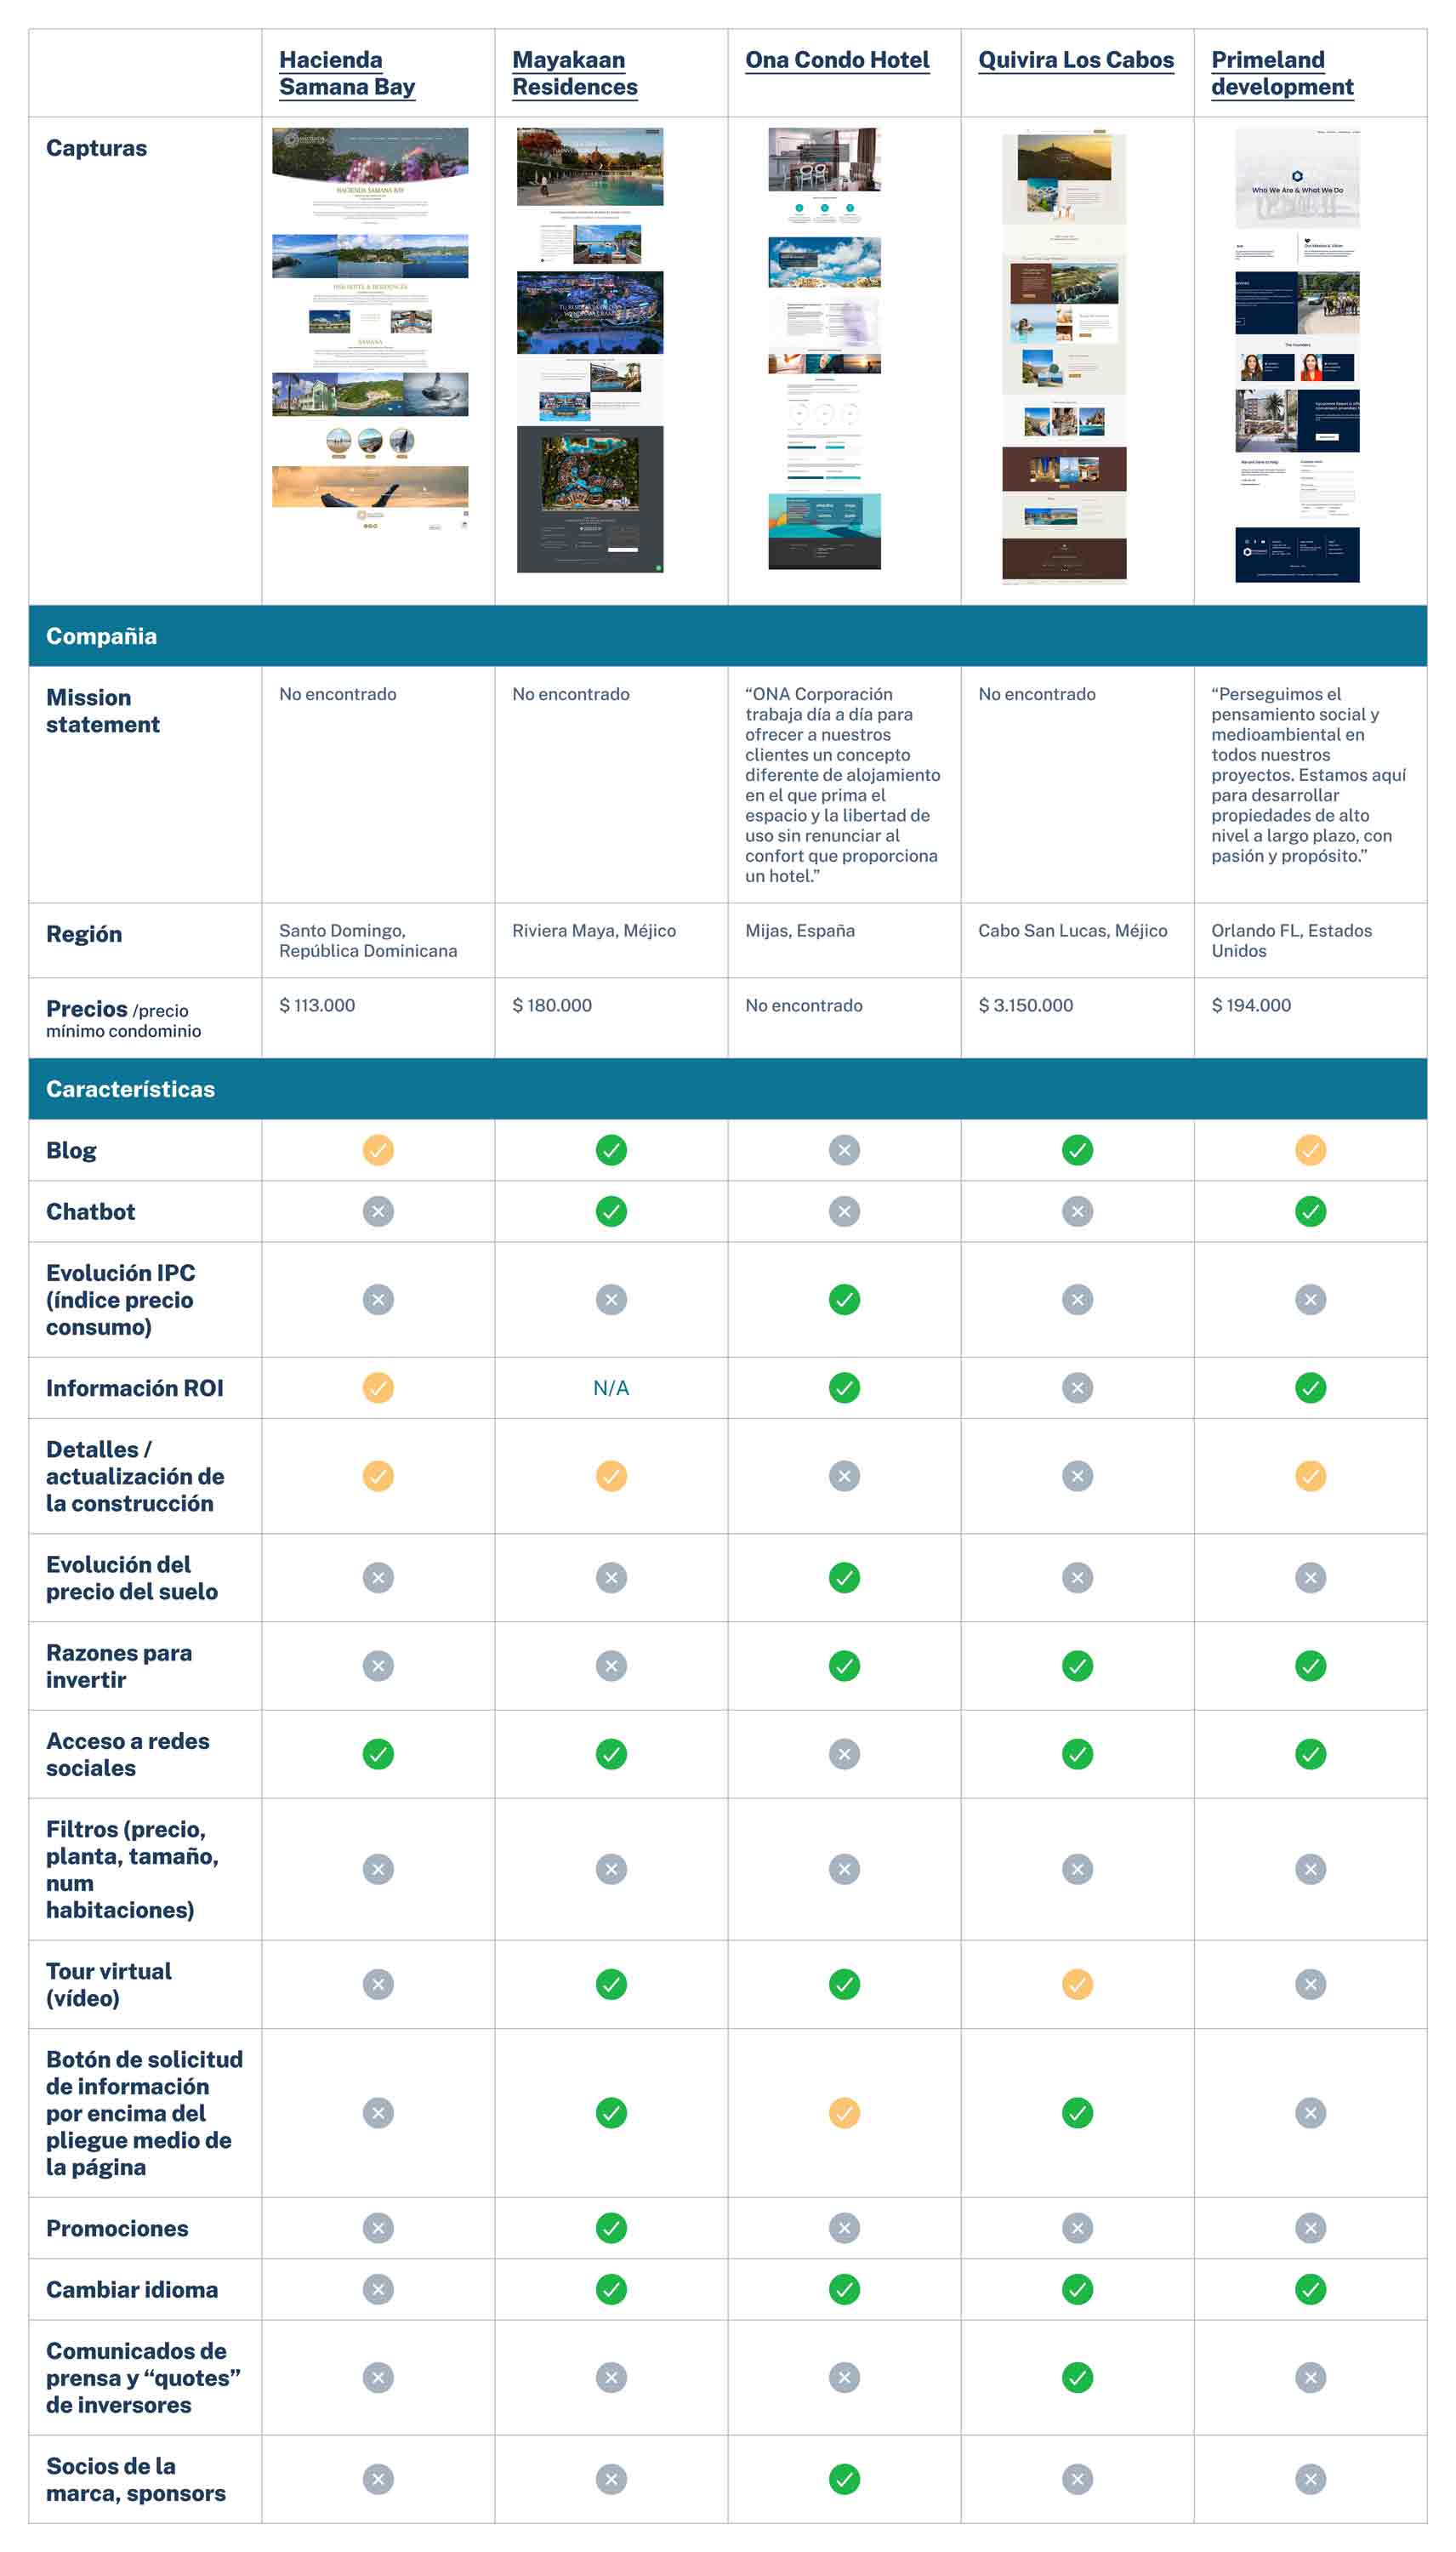 Hacienda
Samana Bay
Mayakaan
Residences
Ona Condo Hotel
Quivira Los Cabos
Primeland
development
Capturas
HACIENDA SAMANA BAY
SAMANA
Who We Are & What We Do
The Founders
Compañia
Mission
statement
No encontrado
No encontrado
“ONA Corporación
trabaja día a día para
ofrecer a nuestros
clientes un concepto
diferente de alojamiento
en el que prima el
espacio y la libertad de
uso sin renunciar al
confort que proporciona
un hotel.”
No encontrado
“Perseguimos el
pensamiento social y
medioambiental en
todos nuestros
proyectos. Estamos aquí
para desarrollar
propiedades de alto
nivel a largo plazo, con
pasión y propósito.”
Región
Santo Domingo,
República Dominicana
Riviera Maya, Méjico
Mijas, España
Cabo San Lucas, Méjico
Orlando FL, Estados
Unidos
Precios /precio
mínimo condominio
$ 113.000
$ 180.000
No encontrado
$ 3.150.000
$ 194.000
Características
Blog
Chatbot
Evolución IPC
(índice precio
consumo)
Información ROI
N/A
Detalles /
actualización de
la construcción
Evolución del
precio del suelo
Razones para
invertir
Acceso a redes
sociales
Filtros (precio,
planta, tamaño,
num
habitaciones)
Tour virtual
(vídeo)
Botón de solicitud
de información
por encima del
pliegue medio de
la página
Promociones
Cambiar idioma
Comunicados de
prensa y “quotes”
de inversores
Socios de la
marca, sponsors